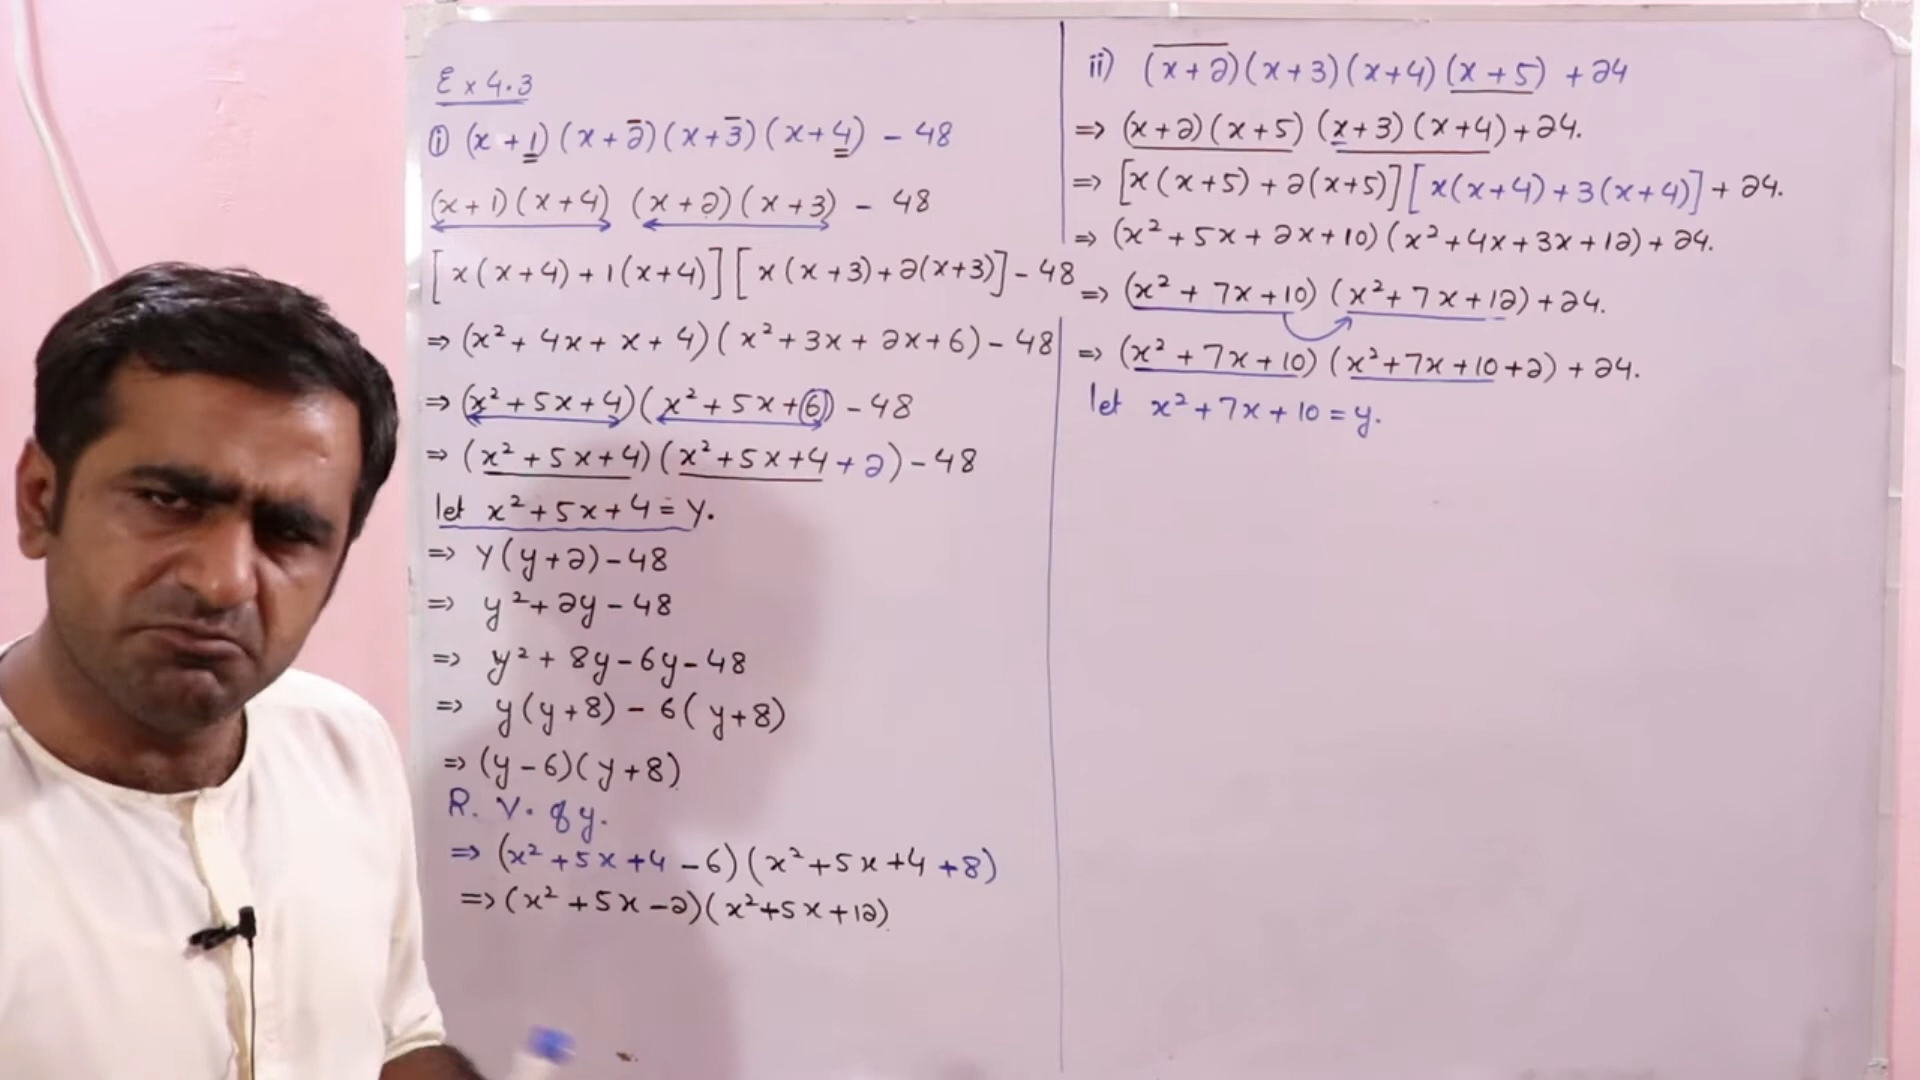 Ex 4.3
(i) (x+1)(x+2)(x+3)(x+4) - 48
(x+1)(x+4) (x+2)(x+3) - 48
[x(x+4)+1(x+4)][x(x+3)+2(x+3)] - 48
⇒ (x²+4x+x+4)(x²+3x+2x+6) - 48
⇒ (x²+5x+4)(x²+5x+6) - 48
⇒ (x²+5x+4)(x²+5x+4+2) - 48
let x²+5x+4 = y.
⇒ y(y+2) - 48
⇒ y²+2y-48
⇒ y²+8y-6y-48
⇒ y(y+8) - 6(y+8)
⇒ (y-6)(y+8)
R. V. of y.
⇒ (x²+5x+4-6)(x²+5x+4+8)
⇒ (x²+5x-2)(x²+5x+12)
ii) (x+2)(x+3)(x+4)(x+5) + 24
⇒ (x+2)(x+5)(x+3)(x+4) + 24.
⇒ [x(x+5)+2(x+5)][x(x+4)+3(x+4)] + 24.
⇒ (x²+5x+2x+10)(x²+4x+3x+12) + 24.
⇒ (x²+7x+10)(x²+7x+12) + 24.
⇒ (x²+7x+10)(x²+7x+10+2) + 24.
let x²+7x+10 = y.